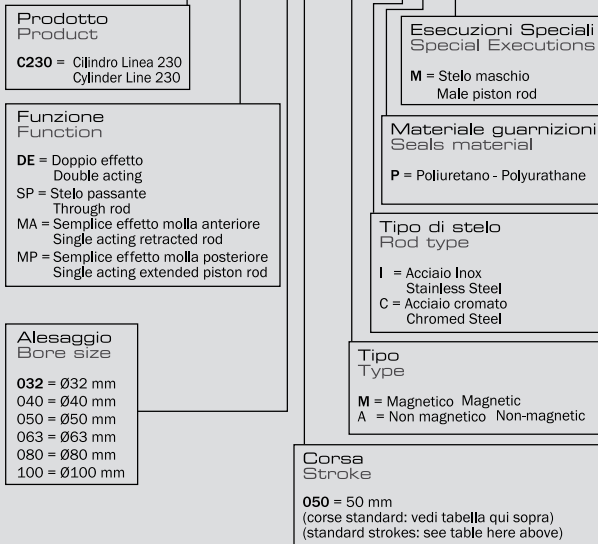 Prodotto
Product
C230 = Cilindro Linea 230
Cylinder Line 230
Funzione
Function
DE = Doppio effetto
Double acting
SP = Stelo passante
Through rod
MA = Semplice effetto molla anteriore
Single acting retracted rod
MP = Semplice effetto molla posteriore
Single acting extended piston rod
Alesaggio
Bore size
032 = Ø32 mm
040 = Ø40 mm
050 = Ø50 mm
063 = Ø63 mm
080 = Ø80 mm
100 = Ø100 mm
Esecuzioni Speciali
Special Executions
M = Stelo maschio
Male piston rod
Materiale guarnizioni
Seals material
P = Poliuretano - Polyurathane
Tipo di stelo
Rod type
I = Acciaio Inox
Stainless Steel
C = Acciaio cromato
Chromed Steel
Tipo
Type
M = Magnetico Magnetic
A = Non magnetico Non-magnetic
Corsa
Stroke
050 = 50 mm
(corse standard: vedi tabella qui sopra)
(standard strokes: see table here above)